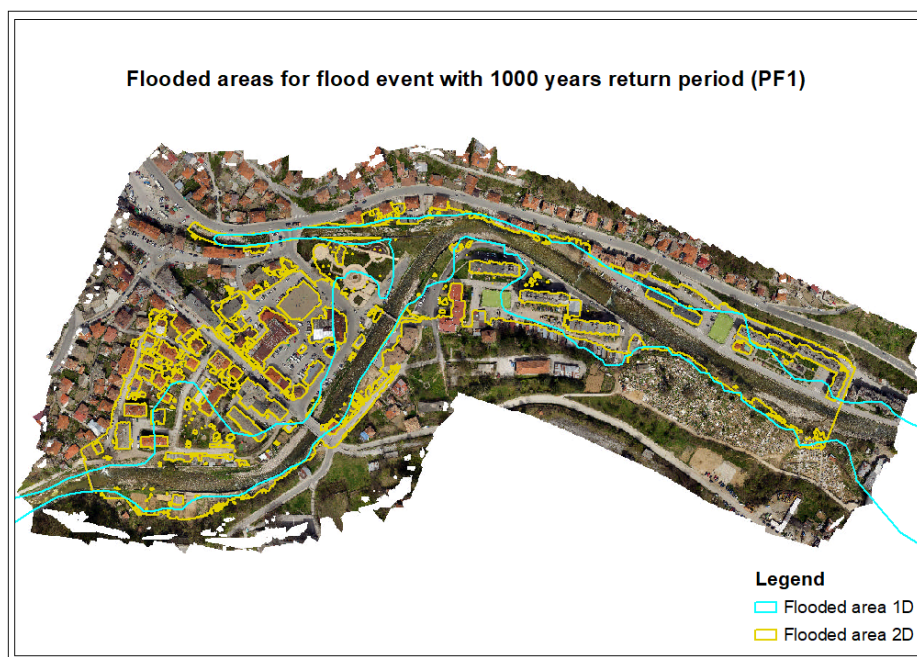 Flooded areas for flood event with 1000 years return period (PF1)
Legend
Flooded area 1D
Flooded area 2D